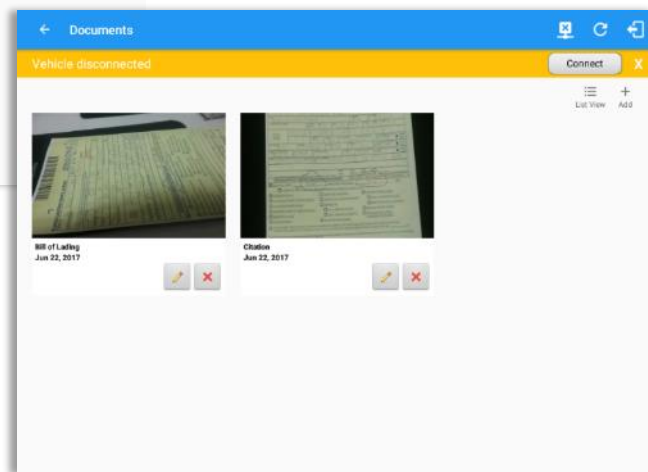 Documents
Vehicle disconnected
Connect
X
List View
Add
Bill of Lading
Jun 22, 2017
Citation
Jun 22, 2017